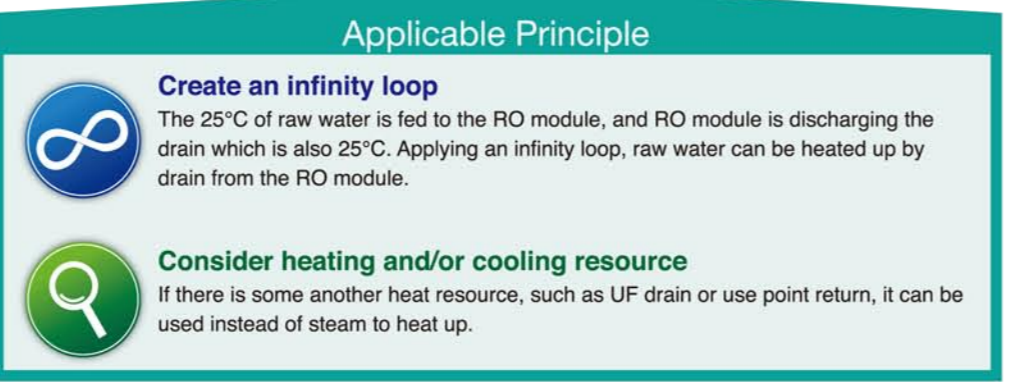 Applicable Principle
Create an infinity loop
The 25°C of raw water is fed to the RO module, and RO module is discharging the
drain which is also 25°C. Applying an infinity loop, raw water can be heated up by
drain from the RO module.
Consider heating and/or cooling resource
If there is some another heat resource, such as UF drain or use point return, it can be
used instead of steam to heat up.